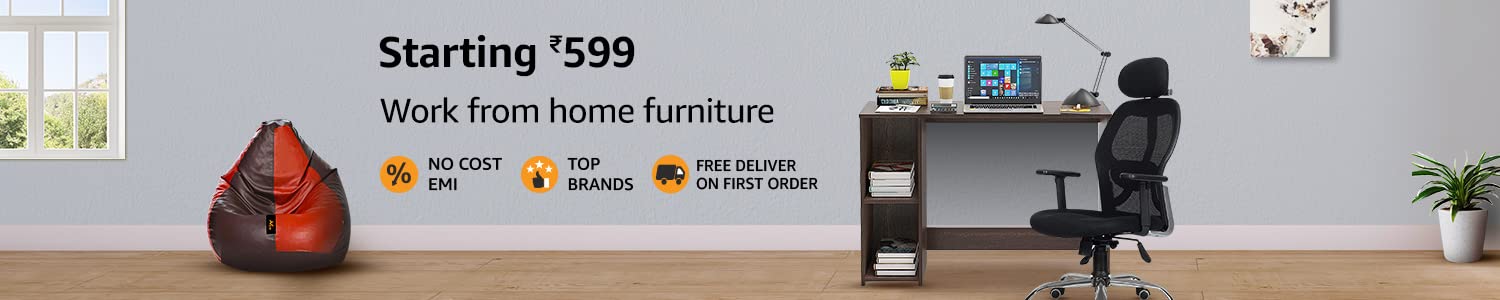 Starting ₹599
Work from home furniture
%
NO COST
EMI
TOP
BRANDS
FREE DELIVER
ON FIRST ORDER